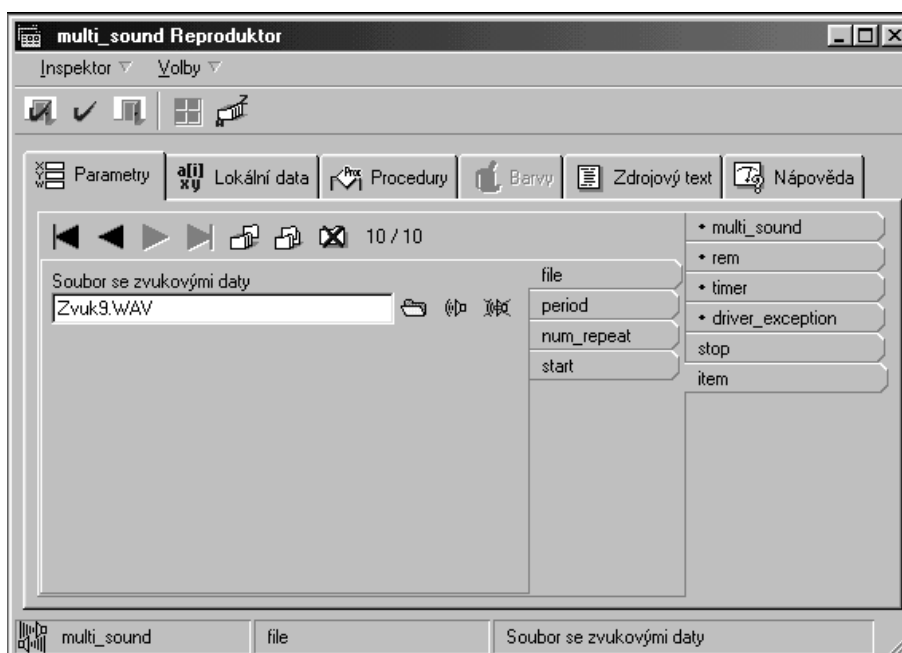 multi_sound Reproduktor
Inspektor Volby
Parametry Lokální data Procedury Barvy Zdrojový text Nápověda
10 / 10
Soubor se zvukovými daty
Zvuk9.WAV
file
period
num_repeat
start
• multi_sound
• rem
• timer
• driver_exception
stop
item
multi_sound file Soubor se zvukovými daty